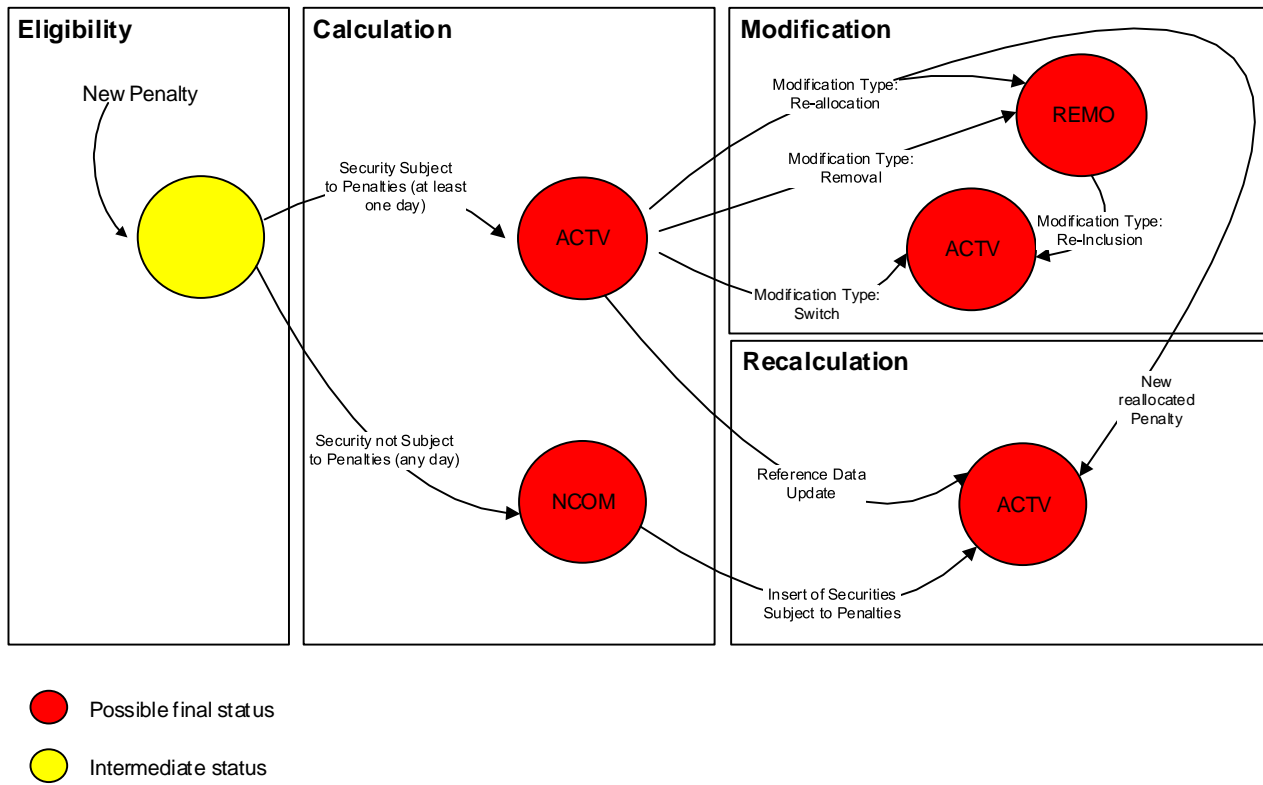 Eligibility
New Penalty
Calculation
Security Subject
to Penalties (at least
one day)
ACTV
Security not Subject
to Penalties (any day)
NCOM
Modification
Modification Type:
Re-allocation
REMO
Modification Type:
Removal
Modification Type:
Re-Inclusion
ACTV
Modification Type:
Switch
Recalculation
New
reallocated
Penalty
Reference Data
Update
ACTV
Insert of Securities
Subject to Penalties
Possible final status
Intermediate status